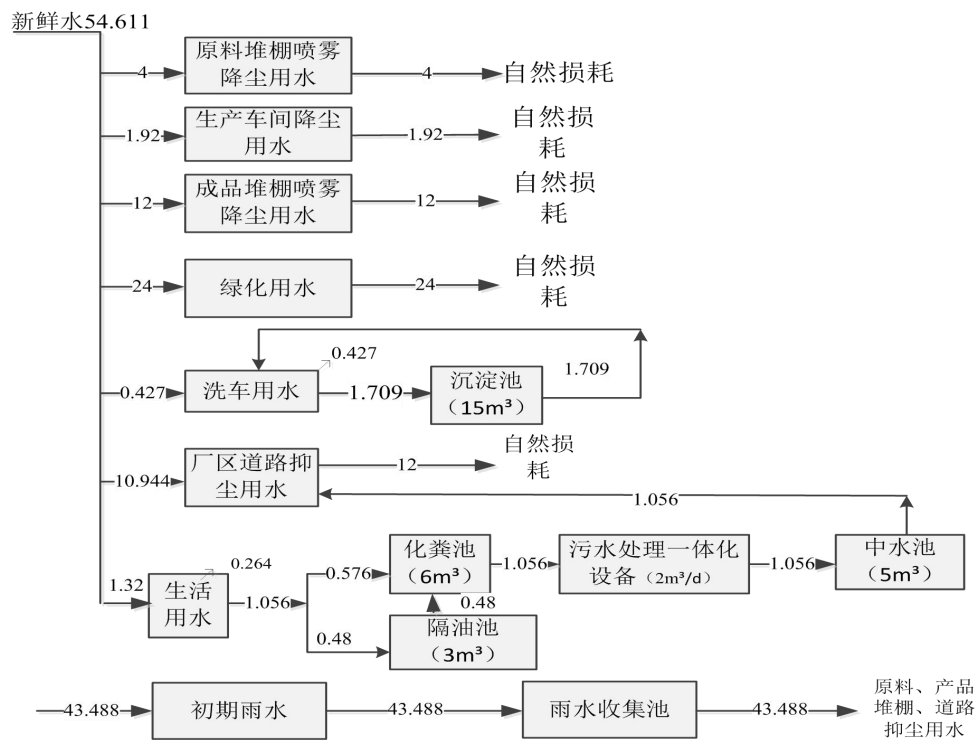 新鲜水54.611
4
原料堆棚喷雾
降尘用水
4
自然损耗
1.92
生产车间降尘
用水
1.92
自然损
耗
12
成品堆棚喷雾
降尘用水
12
自然损
耗
24
绿化用水
24
自然损
耗
0.427
洗车用水
0.427
1.709
沉淀池
（15m³）
1.709
10.944
厂区道路抑
尘用水
12
自然损
耗
1.056
1.32
生活
用水
0.264
1.056
0.576
0.48
化粪池
（6m³）
0.48
隔油池
（3m³）
1.056
污水处理一体化
设备（2m³/d）
1.056
中水池
（5m³）
43.488
初期雨水
43.488
雨水收集池
43.488
原料、产品
堆棚、道路
抑尘用水